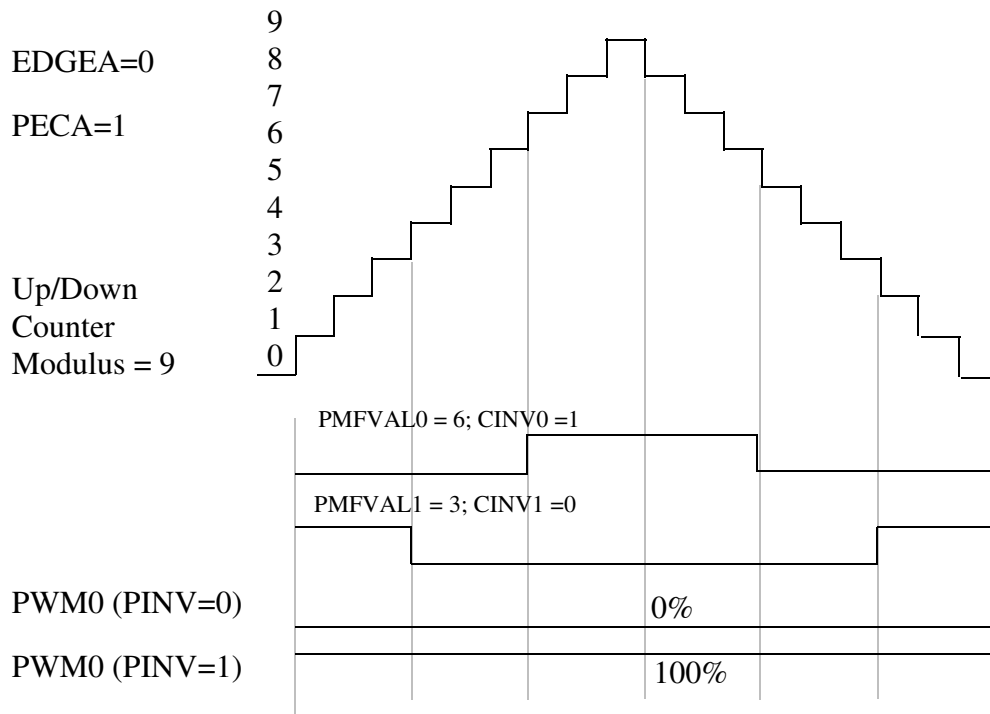 9
EDGEA=0
8
7
PECA=1
6
5
4
3
Up/Down
2
Counter
1
Modulus = 9
0
PMFVAL0 = 6; CINV0 =1
PMFVAL1 = 3; CINV1 =0
PWM0 (PINV=0)
0%
PWM0 (PINV=1)
100%